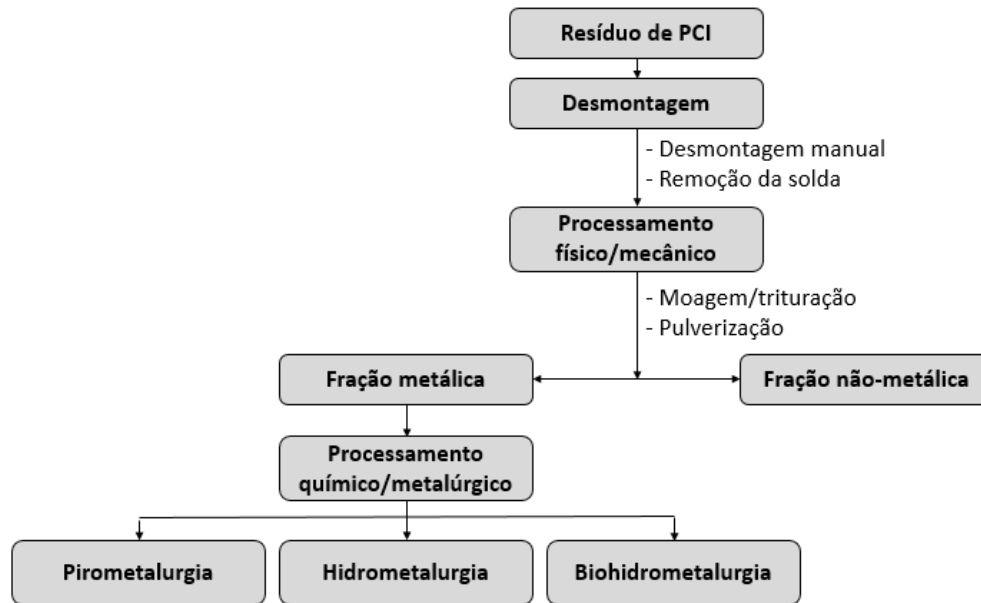 Resíduo de PCI
Desmontagem
- Desmontagem manual
- Remoção da solda
Processamento
físico/mecânico
- Moagem/trituração
- Pulverização
Fração metálica
Fração não-metálica
Processamento
químico/metalúrgico
Pirometalurgia
Hidrometalurgia
Biohidrometalurgia